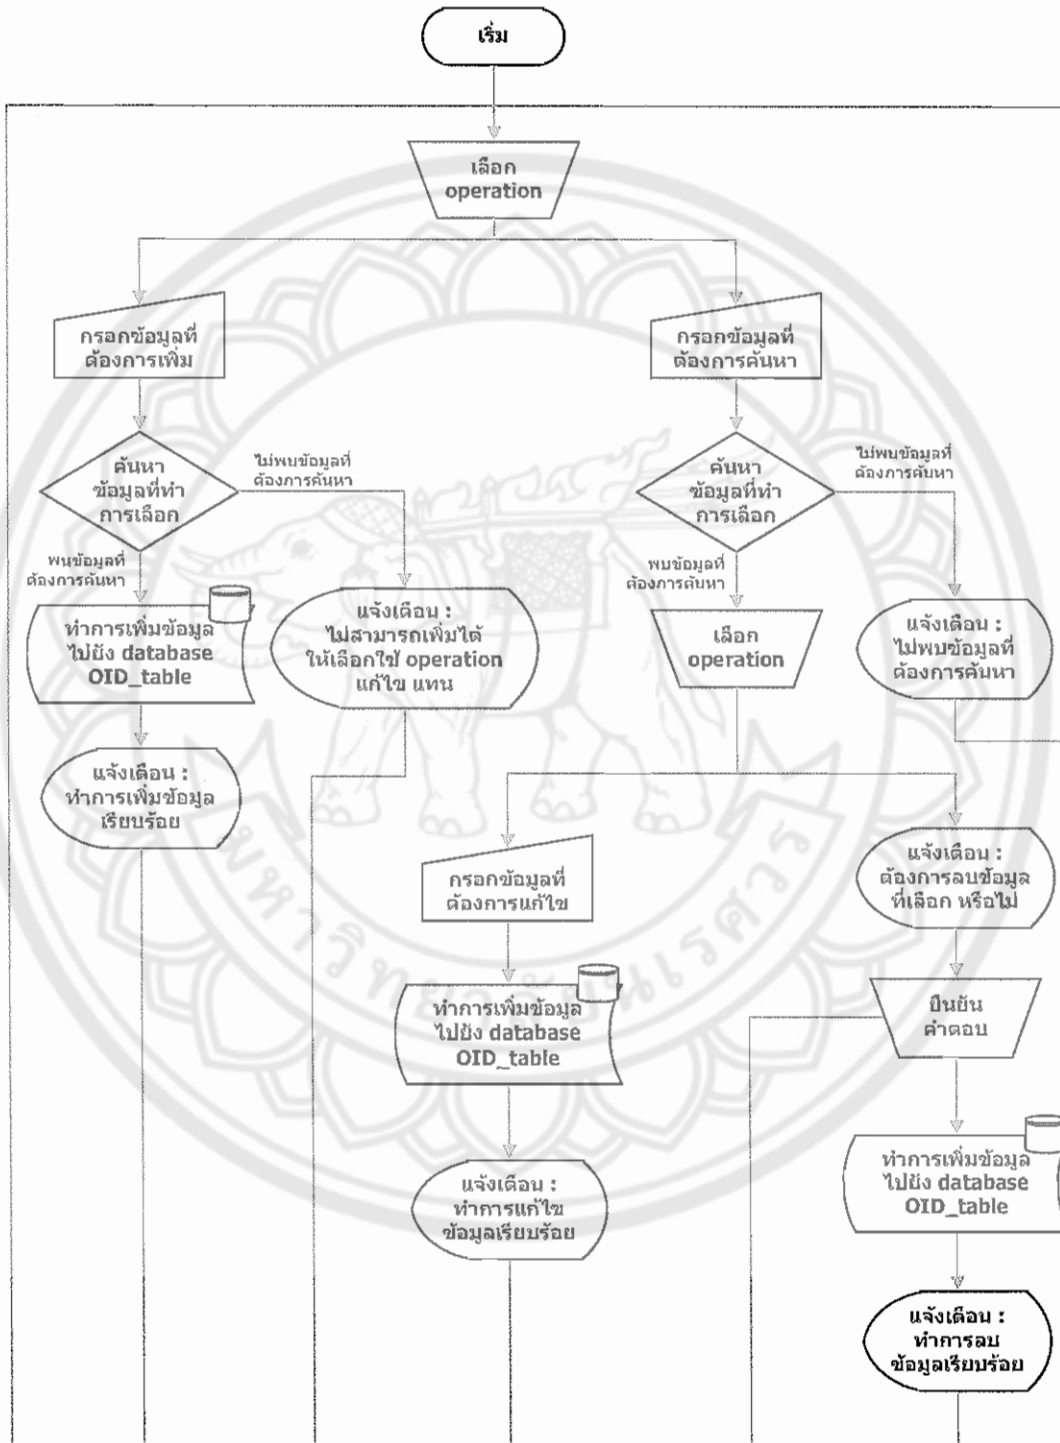 เริ่ม
เลือก
operation
กรอกข้อมูลที่
ต้องการเพิ่ม
กรอกข้อมูลที่
ต้องการค้นหา
ค้นหา
ข้อมูลที่ทำ
การเลือก
ไม่พบข้อมูลที่
ต้องการค้นหา
ค้นหา
ข้อมูลที่ทำ
การเลือก
ไม่พบข้อมูลที่
ต้องการค้นหา
พบข้อมูลที่
ต้องการค้นหา
พบข้อมูลที่
ต้องการค้นหา
ทำการเพิ่มข้อมูล
ไปยัง database
OID_table
แจ้งเตือน :
ไม่สามารถเพิ่มได้
ให้เลือกใช้ operation
แก้ไข แทน
เลือก
operation
แจ้งเตือน :
ไม่พบข้อมูลที่
ต้องการค้นหา
แจ้งเตือน :
ทำการเพิ่มข้อมูล
เรียบร้อย
กรอกข้อมูลที่
ต้องการแก้ไข
แจ้งเตือน :
ต้องการลบข้อมูล
ที่เลือก หรือไม่
ทำการเพิ่มข้อมูล
ไปยัง database
OID_table
ยืนยัน
คำตอบ
แจ้งเตือน :
ทำการแก้ไข
ข้อมูลเรียบร้อย
ทำการเพิ่มข้อมูล
ไปยัง database
OID_table
แจ้งเตือน :
ทำการลบ
ข้อมูลเรียบร้อย
มหาวิทยาลัยนเรศวร